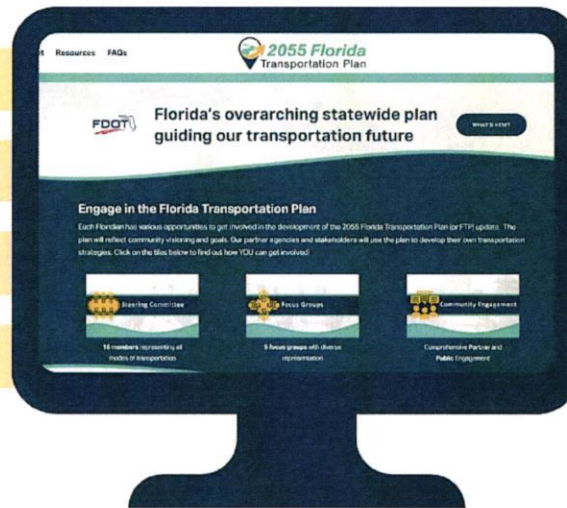 t Resources FAQs
2055 Florida
Transportation Plan
FDOT
Florida's overarching statewide plan
guiding our transportation future
WHAT'S NEW?
Engage in the Florida Transportation Plan
Each Floridian has various opportunities to get involved in the development of the 2055 Florida Transportation Plan (or FTP) update. The
plan will reflect community visioning and goals. Our partner agencies and stakeholders will use the plan to develop their own transportation
strategies. Click on the tiles below to find out how YOU can get involved!
Steering Committee
Focus Groups
Community Engagement
16 members representing all
modes of transportation
5 focus groups with diverse
representation
Comprehensive Partner and
Public Engagement